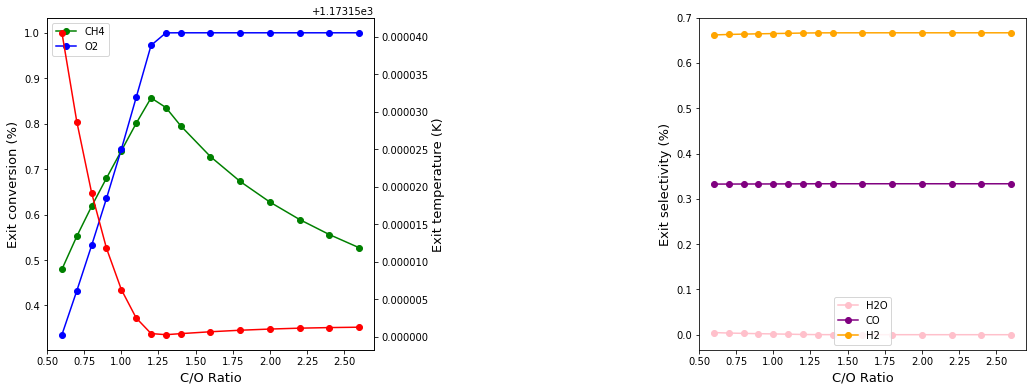 +1.17315e3
CH4
O2
1.0
0.9
0.8
0.7
0.6
0.5
0.4
Exit conversion (%)
0.000040
0.000035
0.000030
0.000025
0.000020
0.000015
0.000010
0.000005
0.000000
Exit temperature (K)
0.50 0.75 1.00 1.25 1.50 1.75 2.00 2.25 2.50
C/O Ratio
0.7
0.6
0.5
0.4
0.3
0.2
0.1
0.0
Exit selectivity (%)
H2O
CO
H2
0.50 0.75 1.00 1.25 1.50 1.75 2.00 2.25 2.50
C/O Ratio